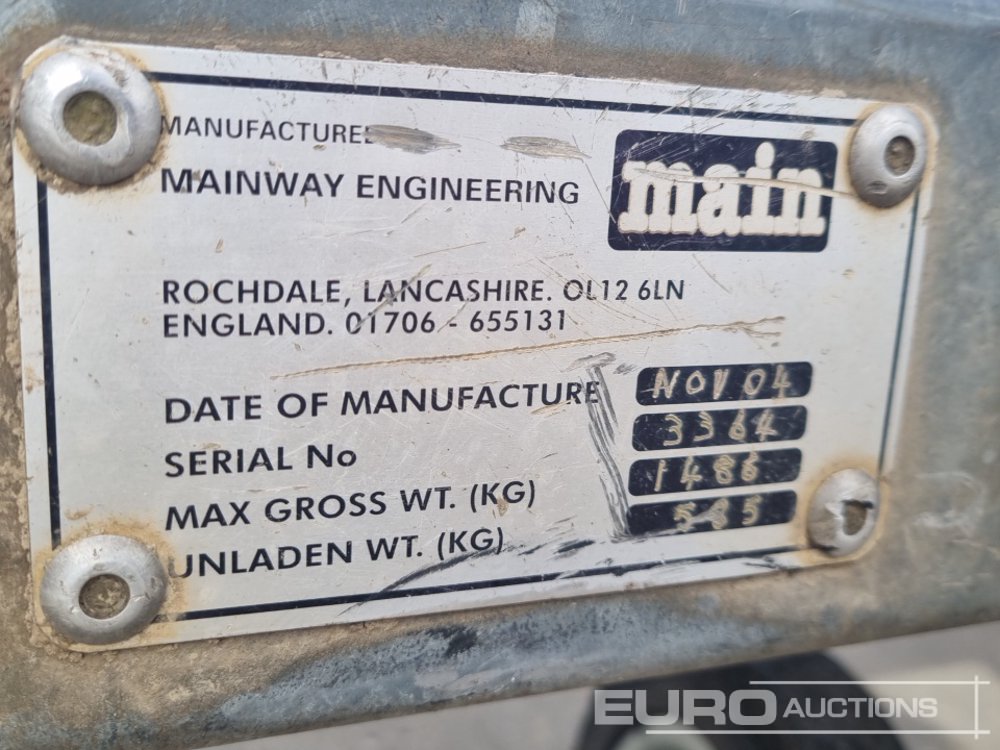 MANUFACTURE
main
MAINWAY ENGINEERING
ROCHDALE, LANCASHIRE. OL12 6LN
ENGLAND. 01706 - 655131
DATE OF MANUFACTURE NOV 04
SERIAL No 3364
MAX GROSS WT. (KG) 1486
UNLADEN WT. (KG)
EURO AUCTIONS